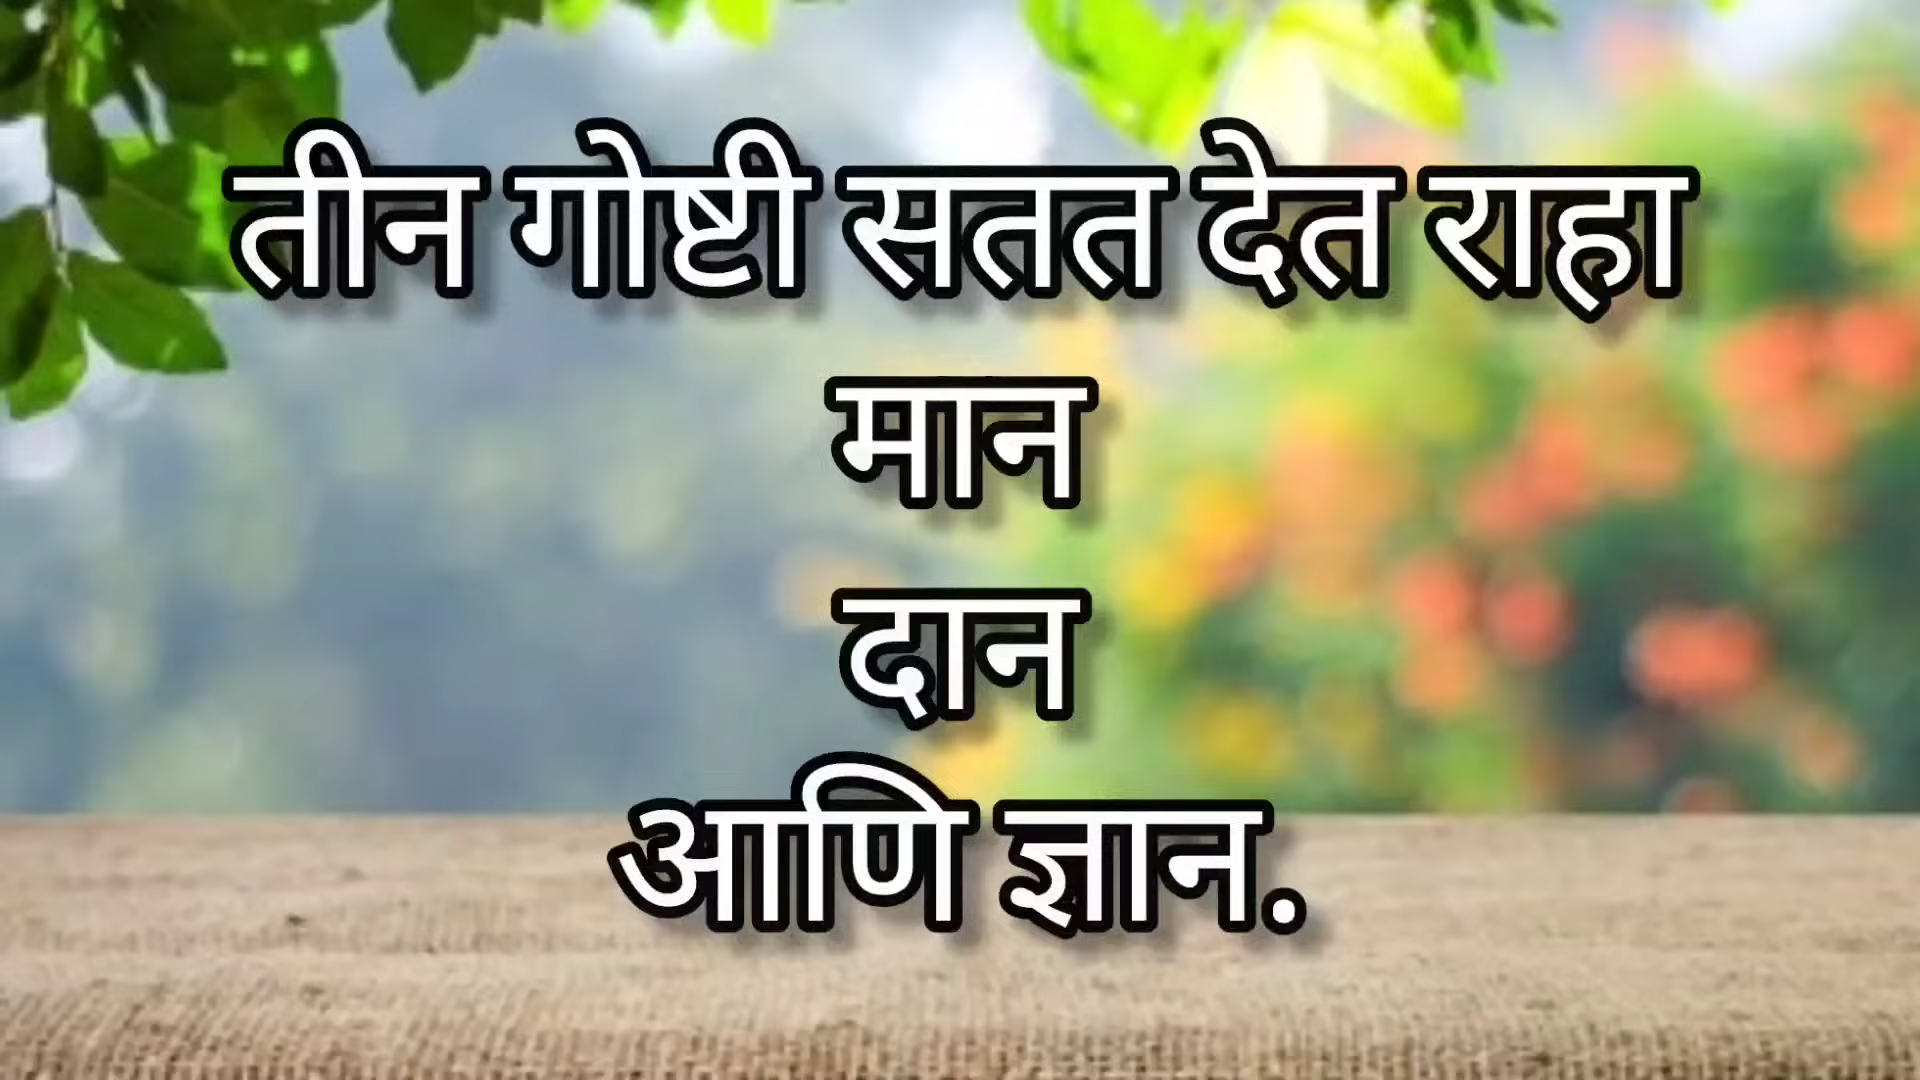 तीन गोष्टी सतत देत राहा
मान
दान
आणि ज्ञान.